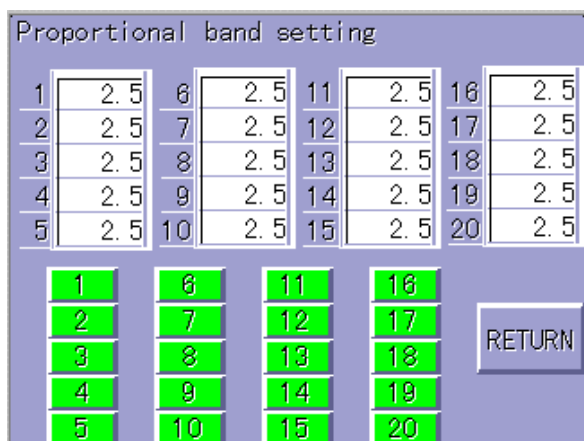 Proportional band setting
1 2.5 6 2.5 11 2.5 16 2.5
2 2.5 7 2.5 12 2.5 17 2.5
3 2.5 8 2.5 13 2.5 18 2.5
4 2.5 9 2.5 14 2.5 19 2.5
5 2.5 10 2.5 15 2.5 20 2.5
1 6 11 16
2 7 12 17
RETURN
3 8 13 18
4 9 14 19
5 10 15 20